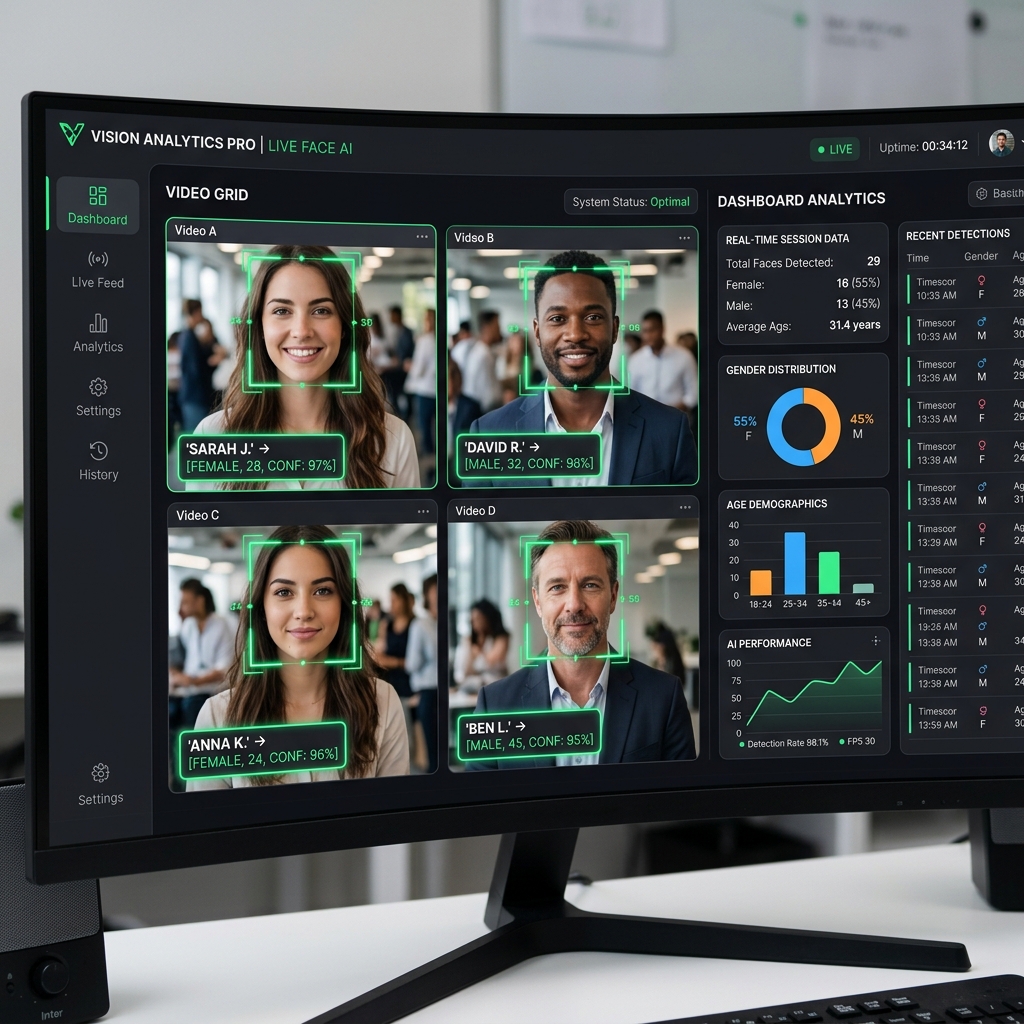 VISION ANALYTICS PRO | LIVE FACE AI
LIVE
Uptime: 00:34:12
Dashboard
LIve Feed
Analytics
Settings
History
Settings
VIDEO GRID
System Status: Optimal
Video A
'SARAH J.' →
[FEMALE, 28, CONF: 97%]
Vidso B
'DAVID R.' →
[MALE, 32, CONF: 98%]
Video C
'ANNA K.' →
[FEMALE, 24, CONF: 96%]
Video D
'BEN L.' →
[MALE, 45, CONF: 95%]
DASHBOARD ANALYTICS
REAL-TIME SESSION DATA
Total Faces Detected: 29
Female: 16 (55%)
Male: 13 (45%)
Average Ags: 31.4 years
GENDER DISTRIBUTION
55%
F
45%
M
AGE DEMOGRAPHICS
40
30
20
10
0
18-24 25-34 35-44 45+
AI PERFORMANCE
100
75
50
25
0
Detection Rate 98.1% FPS 30
RECENT DETECTIONS
Time Gender
Timescor ♀
10:35 AM F
Timescor ♂
10:33 AM M
Timescor ♂
13:35 AM M
Timescor ♀
13:33 AM F
Timescor ♀
13:38 AM F
Timescor ♂
13:38 AM M
Timescor ♀
13:29 AM F
Timescor ♂
12:38 AM M
Timescor ♀
19:26 AM ♂
13:38 AM M
Timescor ♂
12:38 AM M
Timescor
13:59 AM F
Inter